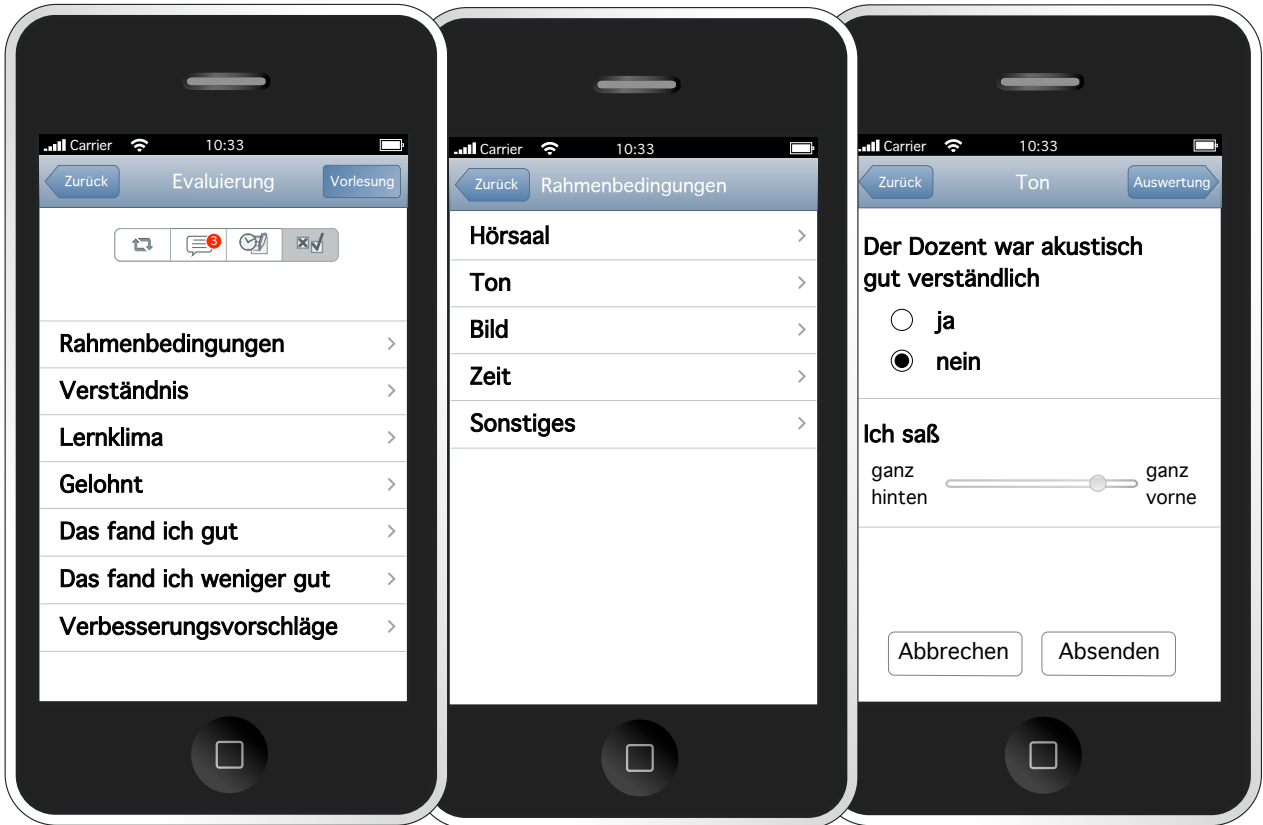 Carrier 10:33
Zurück Evaluierung Vorlesung
3
Rahmenbedingungen
Verständnis
Lernklima
Gelohnt
Das fand ich gut
Das fand ich weniger gut
Verbesserungsvorschläge
Carrier 10:33
Zurück Rahmenbedingungen
Hörsaal
Ton
Bild
Zeit
Sonstiges
Carrier 10:33
Zurück Ton Auswertung
Der Dozent war akustisch
gut verständlich
ja
nein
Ich saß
ganz ganz
hinten vorne
Abbrechen Absenden